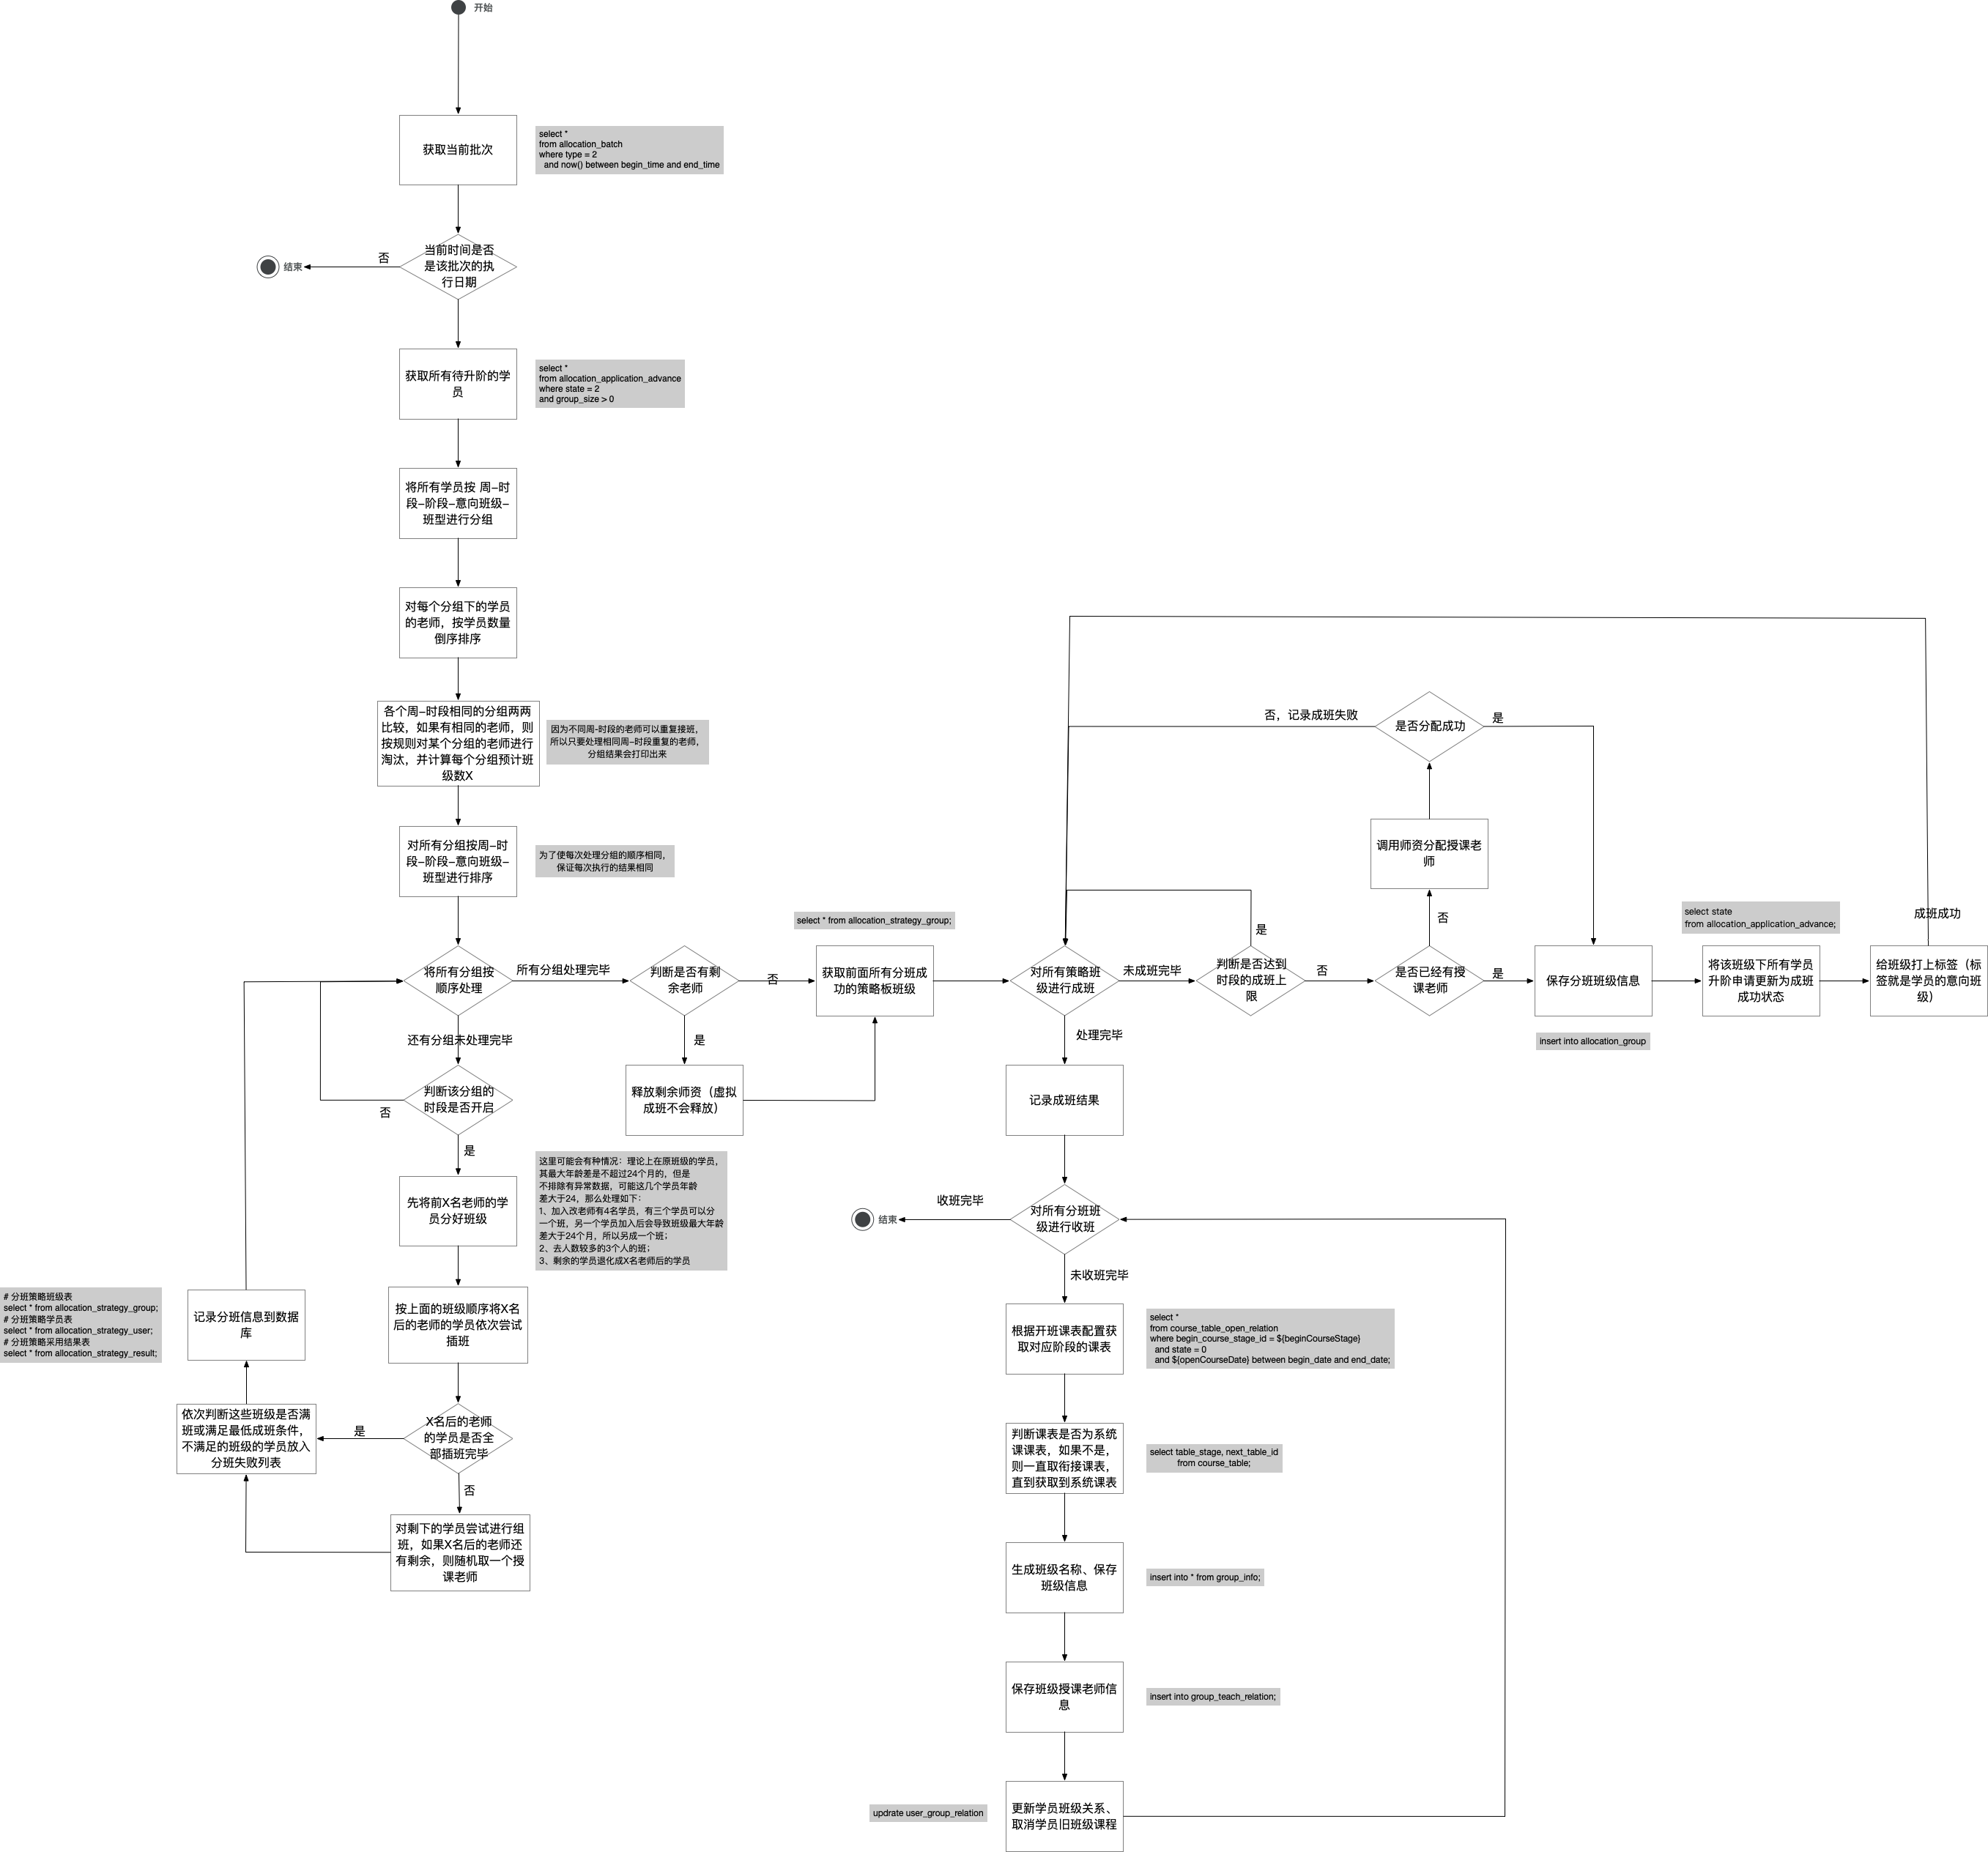 开始
获取当前批次
select *
from allocation_batch
where type = 2
and now() between begin_time and end_time
当前时间是否
是该批次的执
行日期
否
结束
获取所有待升阶的学
员
select *
from allocation_application_advance
where state = 2
and group_size > 0
将所有学员按 周-时
段-阶段-意向班级-
班型进行分组
对每个分组下的学员
的老师，按学员数量
倒序排序
各个周-时段相同的分组两两
比较，如果有相同的老师，则
按规则对某个分组的老师进行
淘汰，并计算每个分组预计班
级数X
因为不同周-时段的老师可以重复接班，
所以只要处理相同周-时段重复的老师，
分组结果会打印出来
对所有分组按周-时
段-阶段-意向班级-
班型进行排序
为了使每次处理分组的顺序相同，
保证每次执行的结果相同
将所有分组按
顺序处理
所有分组处理完毕
还有分组未处理完毕
判断该分组的
时段是否开启
否
是
先将前X名老师的学
员分好班级
这里可能会有种情况：理论上在原班级的学员，
其最大年龄差是不超过24个月的，但是
不排除有异常数据，可能这几个学员年龄
差大于24，那么处理如下：
1、加入改老师有4名学员，有三个学员可以分
一个班，另一个学员加入后会导致班级最大年龄
差大于24个月，所以另成一个班；
2、去人数较多的3个人的班；
3、剩余的学员退化成X名老师后的学员
按上面的班级顺序将X名
后的老师的学员依次尝试
插班
X名后的老师
的学员是否全
部插班完毕
是
否
对剩下的学员尝试进行组
班，如果X名后的老师还
有剩余，则随机取一个授
课老师
依次判断这些班级是否满
班或满足最低成班条件，
不满足的班级的学员放入
分班失败列表
记录分班信息到数据
库
# 分班策略班级表
select * from allocation_strategy_group;
# 分班策略学员表
select * from allocation_strategy_user;
# 分班策略采用结果表
select * from allocation_strategy_result;
判断是否有剩
余老师
否
是
释放剩余师资（虚拟
成班不会释放）
select * from allocation_strategy_group;
获取前面所有分班成
功的策略板班级
对所有策略班
级进行成班
未成班完毕
处理完毕
判断是否达到
时段的成班上
限
是
否
是否已经有授
课老师
否
是
调用师资分配授课老
师
是否分配成功
否，记录成班失败
是
保存分班班级信息
insert into allocation_group
select state
from allocation_application_advance;
将该班级下所有学员
升阶申请更新为成班
成功状态
给班级打上标签（标
签就是学员的意向班
级）
成班成功
记录成班结果
对所有分班班
级进行收班
收班完毕
结束
未收班完毕
根据开班课表配置获
取对应阶段的课表
select *
from course_table_open_relation
where begin_course_stage_id = ${beginCourseStage}
and state = 0
and ${openCourseDate} between begin_date and end_date;
判断课表是否为系统
课课表，如果不是，
则一直取衔接课表，
直到获取到系统课表
select table_stage, next_table_id
from course_table;
生成班级名称、保存
班级信息
insert into * from group_info;
保存班级授课老师信
息
insert into group_teach_relation;
更新学员班级关系、
取消学员旧班级课程
updrate user_group_relation